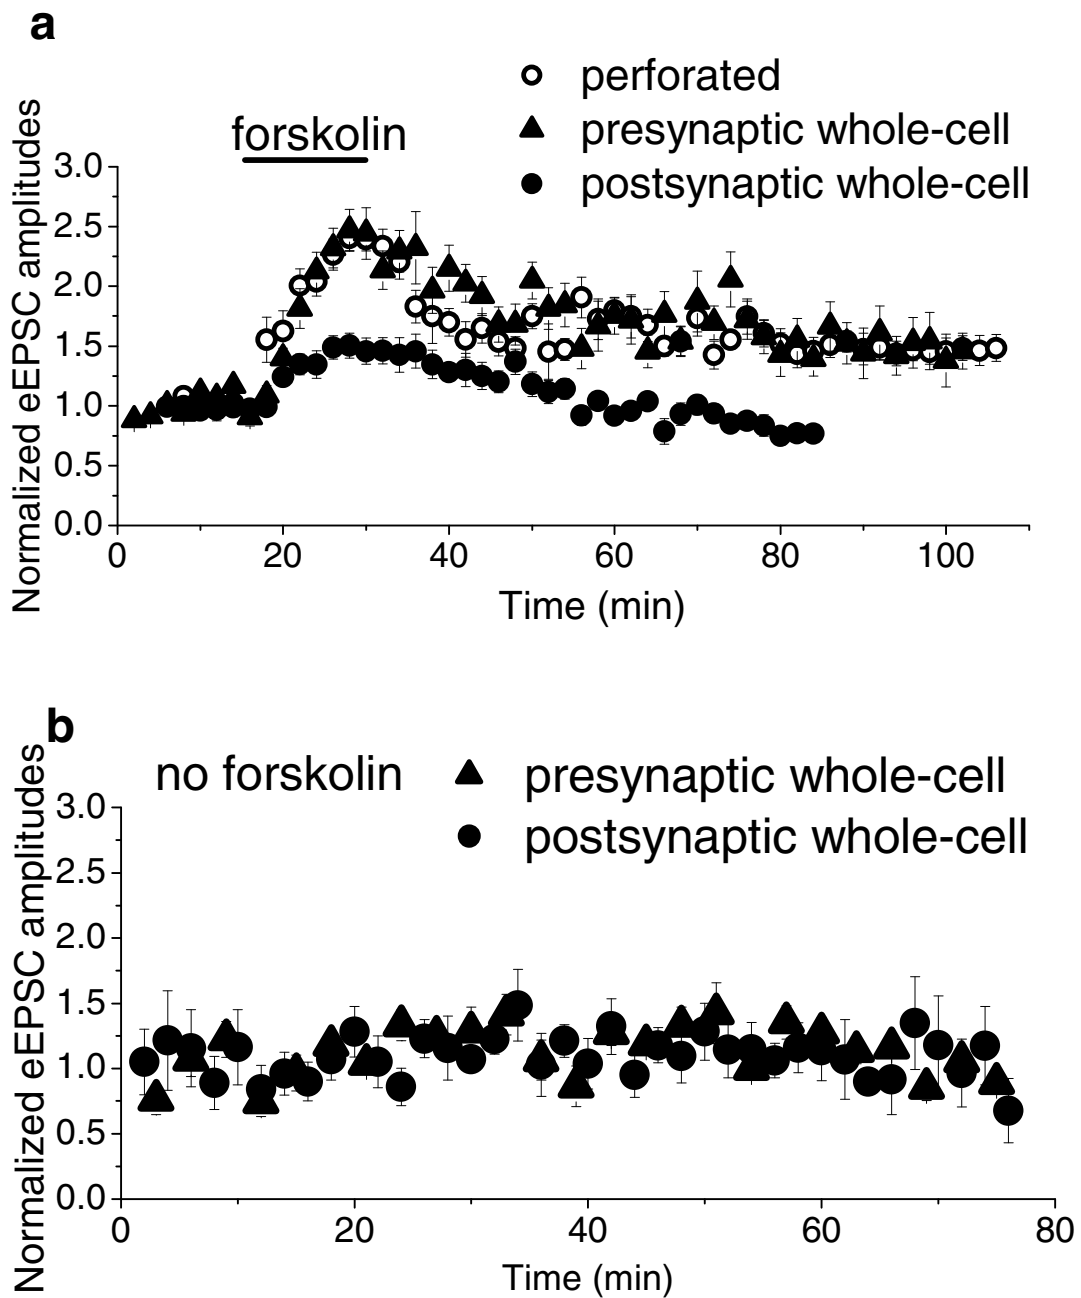 a
perforated
presynaptic whole-cell
postsynaptic whole-cell
forskolin
Normalized eEPSC amplitudes
3.0
2.5
2.0
1.5
1.0
0.5
0.0
0 20 40 60 80 100
Time (min)
b
no forskolin
presynaptic whole-cell
postsynaptic whole-cell
Normalized eEPSC amplitudes
3.0
2.5
2.0
1.5
1.0
0.5
0.0
0 20 40 60 80
Time (min)